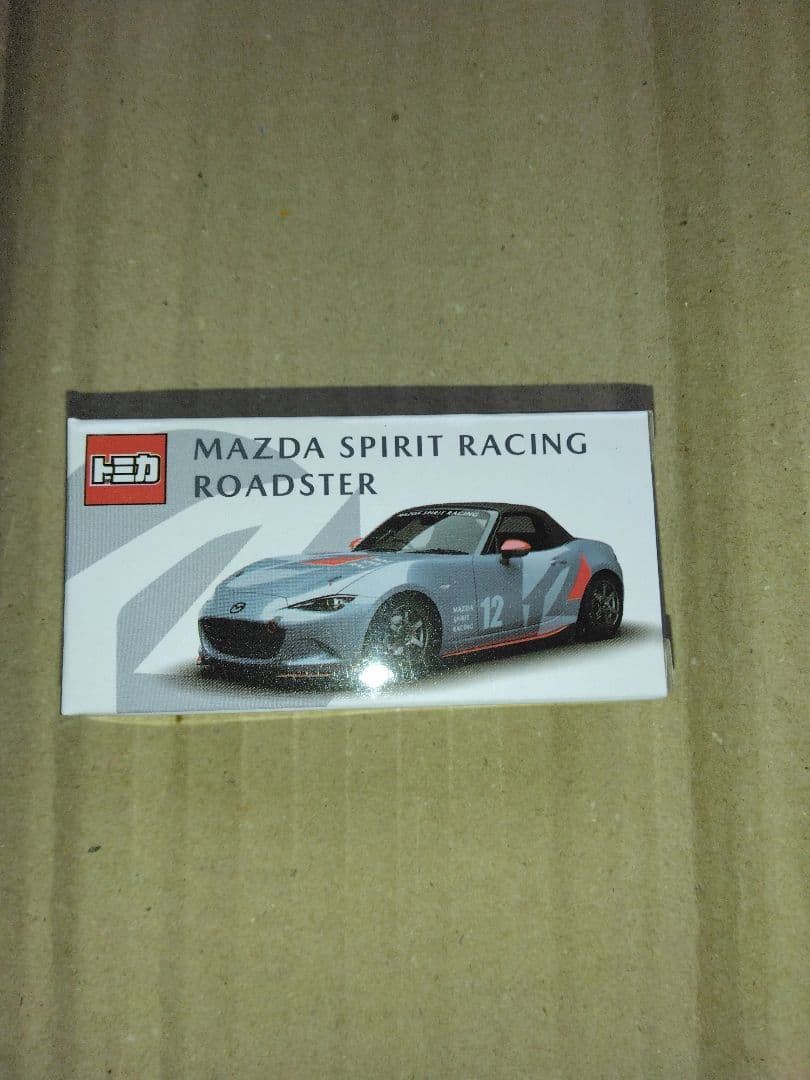 トミカ
MAZDA SPIRIT RACING
ROADSTER
MAZDA SPIRIT RACING
MAZDA
SPIRIT
RACING
12